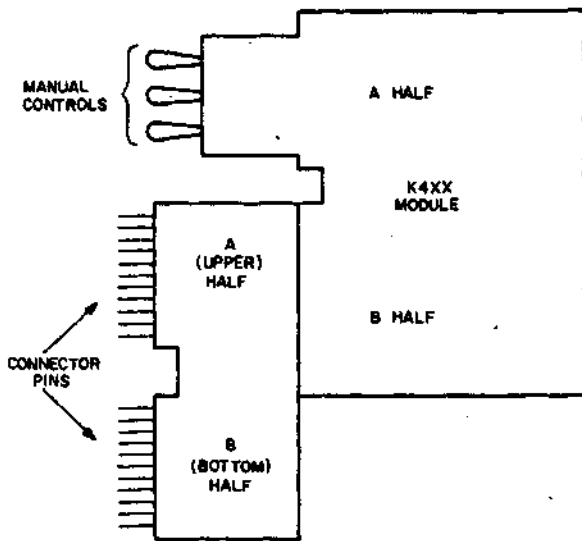 MANUAL
CONTROLS
A HALF
K4XX
MODULE
A
(UPPER)
HALF
B HALF
CONNECTOR
PINS
B
(BOTTOM)
HALF